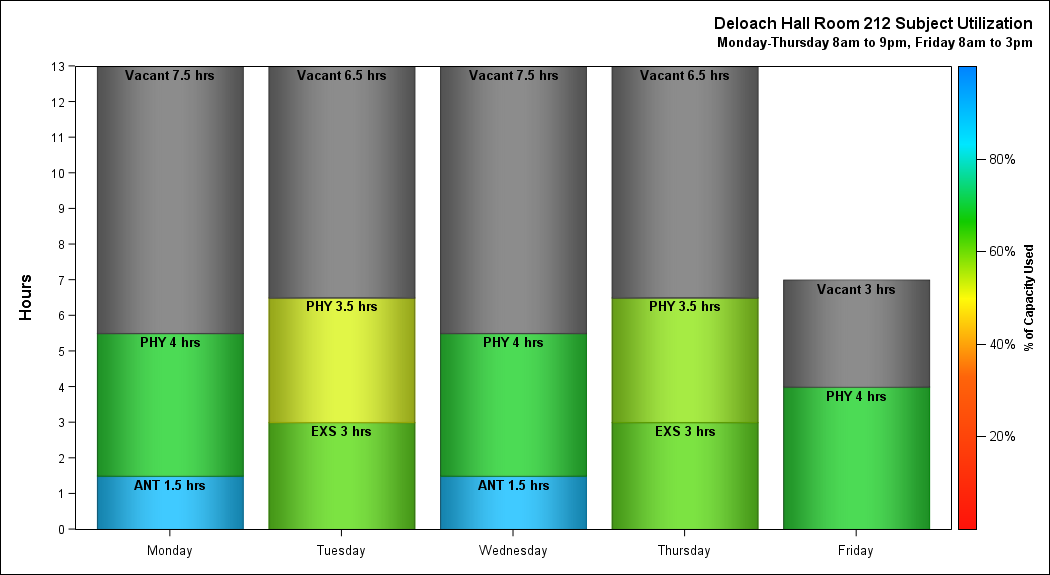 Deloach Hall Room 212 Subject Utilization
Monday-Thursday 8am to 9pm, Friday 8am to 3pm
13
12
11
10
9
8
7
6
5
4
3
2
1
0
Hours
Vacant 7.5 hrs
PHY 4 hrs
ANT 1.5 hrs
Vacant 6.5 hrs
PHY 3.5 hrs
EXS 3 hrs
Vacant 7.5 hrs
PHY 4 hrs
ANT 1.5 hrs
Vacant 6.5 hrs
PHY 3.5 hrs
EXS 3 hrs
Vacant 3 hrs
PHY 4 hrs
Monday
Tuesday
Wednesday
Thursday
Friday
80%
60%
40%
20%
% of Capacity Used